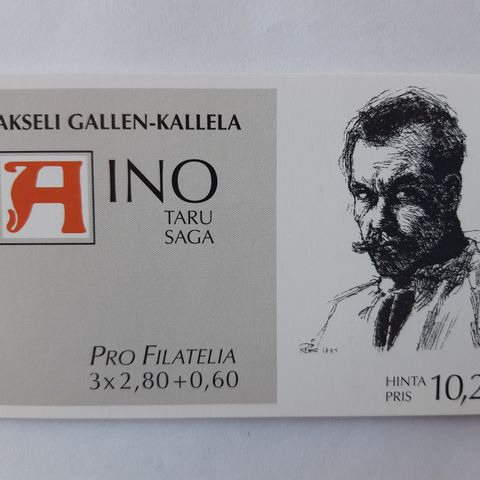 AKSELI GALLEN-KALLELA
AINO
TARU
SAGA
PRO FILATELIA
3 x 2,80 + 0,60
HINTA
PRIS 10,2